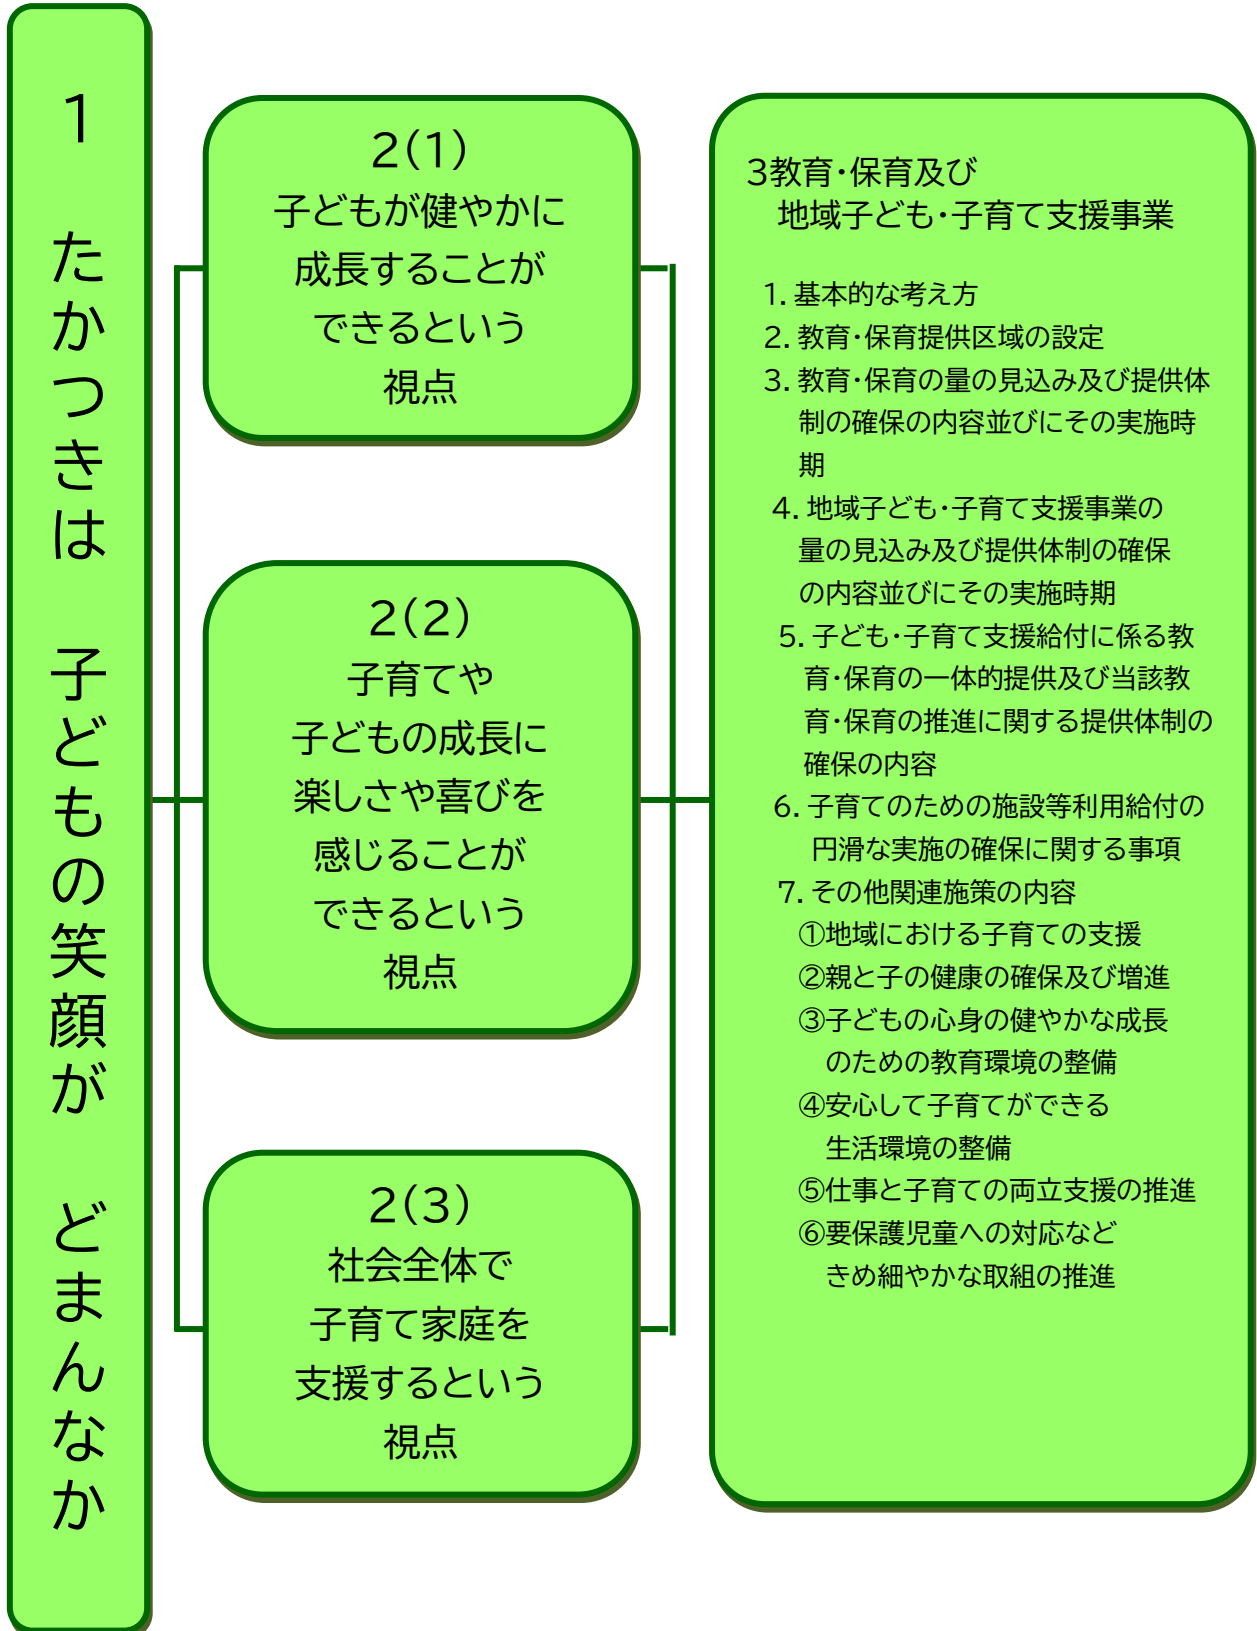 １ たかつきは 子どもの笑顔が どまんなか
２(１)
子どもが健やかに
成長することが
できるという
視点
２(２)
子育てや
子どもの成長に
楽しさや喜びを
感じることが
できるという
視点
２(３)
社会全体で
子育て家庭を
支援するという
視点
３教育・保育及び
地域子ども・子育て支援事業
１．基本的な考え方
２．教育・保育提供区域の設定
３．教育・保育の量の見込み及び提供体
制の確保の内容並びにその実施時
期
４．地域子ども・子育て支援事業の
量の見込み及び提供体制の確保
の内容並びにその実施時期
５．子ども・子育て支援給付に係る教
育・保育の一体的提供及び当該教
育・保育の推進に関する提供体制の
確保の内容
６．子育てのための施設等利用給付の
円滑な実施の確保に関する事項
７．その他関連施策の内容
①地域における子育ての支援
②親と子の健康の確保及び増進
③子どもの心身の健やかな成長
のための教育環境の整備
④安心して子育てができる
生活環境の整備
⑤仕事と子育ての両立支援の推進
⑥要保護児童への対応など
きめ細やかな取組の推進